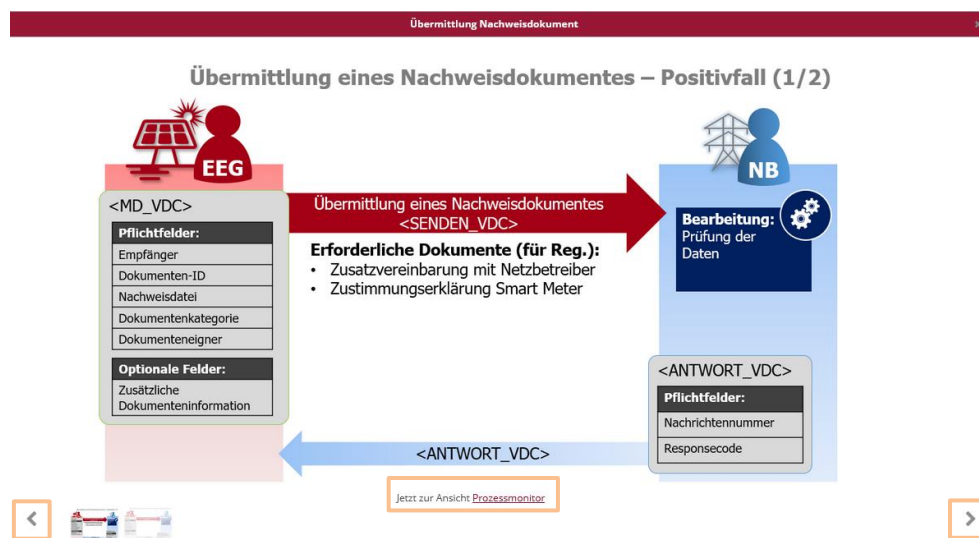 Übermittlung Nachweisdokument
Übermittlung eines Nachweisdokumentes – Positivfall (1/2)
EEG
NB
<MD_VDC>
Pflichtfelder:
Empfänger
Dokumenten-ID
Nachweisdatei
Dokumentenkategorie
Dokumenteneigner
Optionale Felder:
Zusätzliche
Dokumenteninformation
Übermittlung eines Nachweisdokumentes
<SENDEN_VDC>
Erforderliche Dokumente (für Reg.):
• Zusatzvereinbarung mit Netzbetreiber
• Zustimmungserklärung Smart Meter
Bearbeitung:
Prüfung der
Daten
<ANTWORT_VDC>
Pflichtfelder:
Nachrichtennummer
Responsecode
<ANTWORT_VDC>
Jetzt zur Ansicht Prozessmonitor